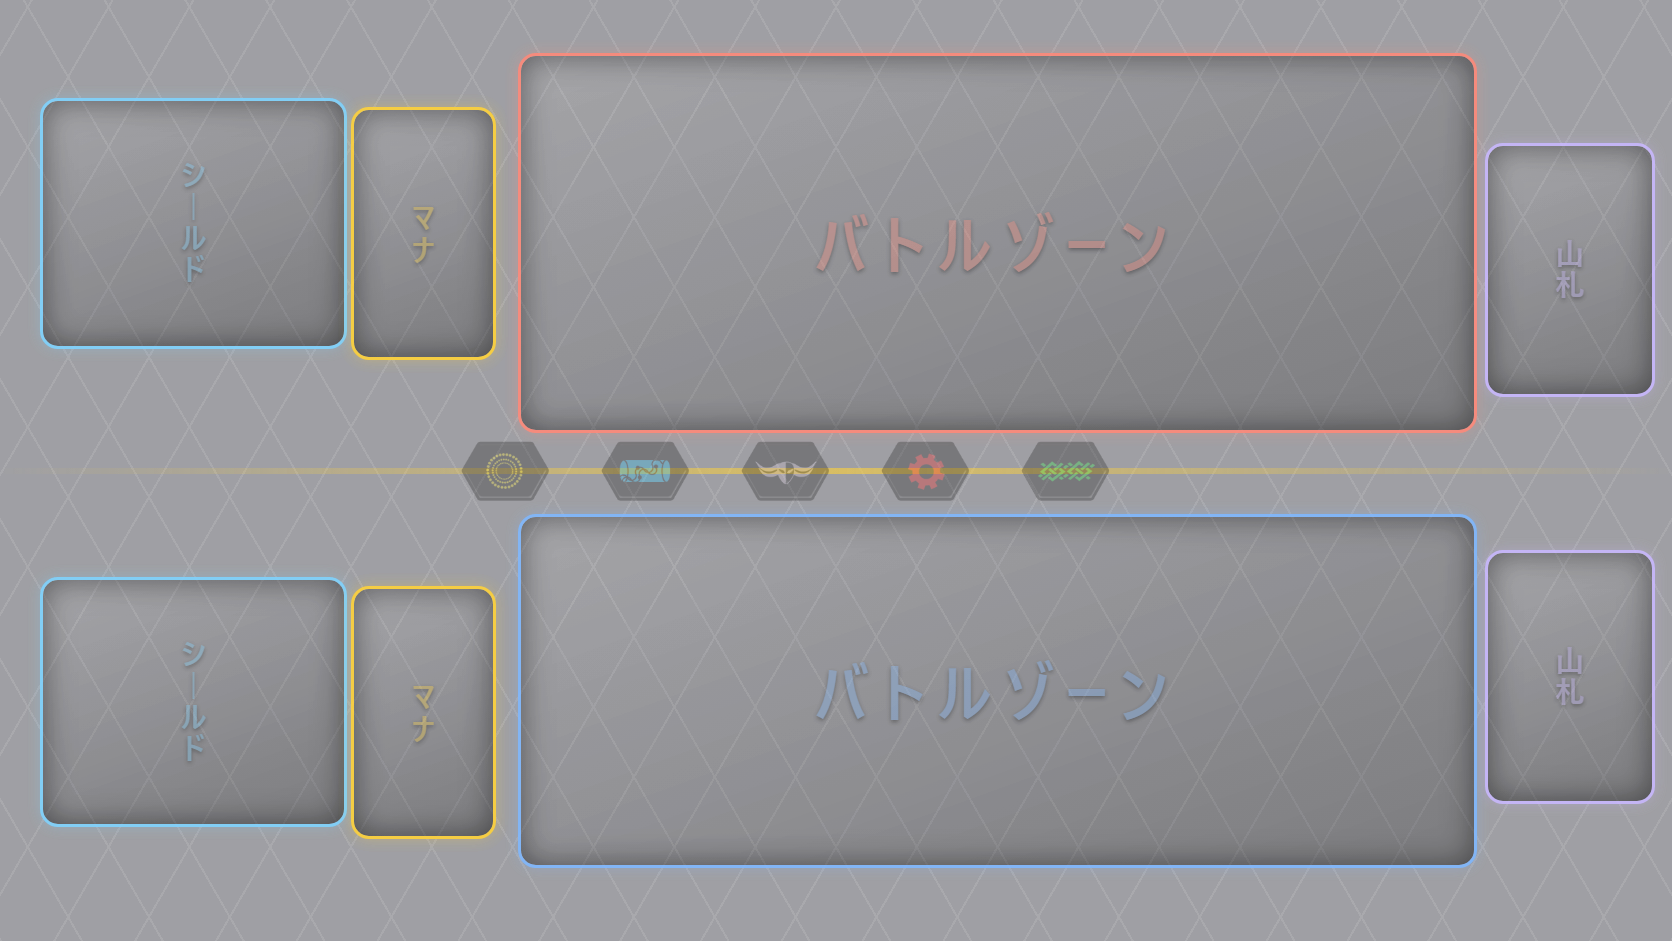 シールド
マナ
バトルゾーン
山札
シールド
マナ
バトルゾーン
山札